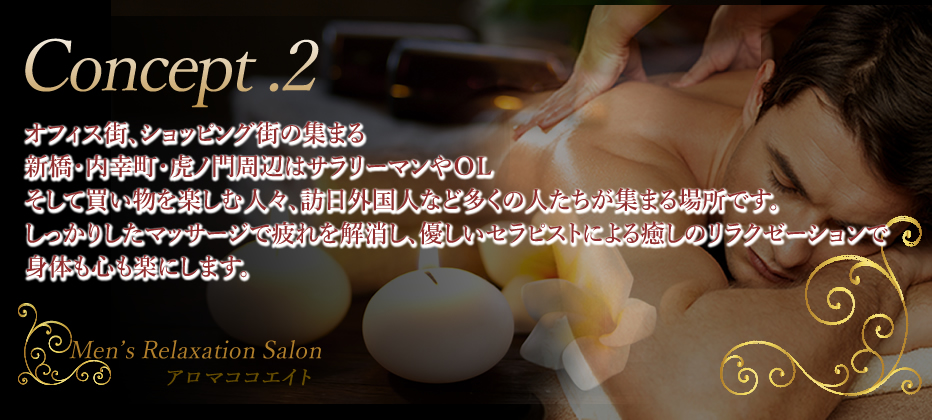 Concept .2
オフィス街、ショッピング街の集まる
新橋・内幸町・虎ノ門周辺はサラリーマンやOL
そして買い物を楽しむ人々、訪日外国人など多くの人たちが集まる場所です。
しっかりしたマッサージで疲れを解消し、優しいセラピストによる癒しのリラクゼーションで
身体も心も楽にします。
Men's Relaxation Salon
アロマココエイト